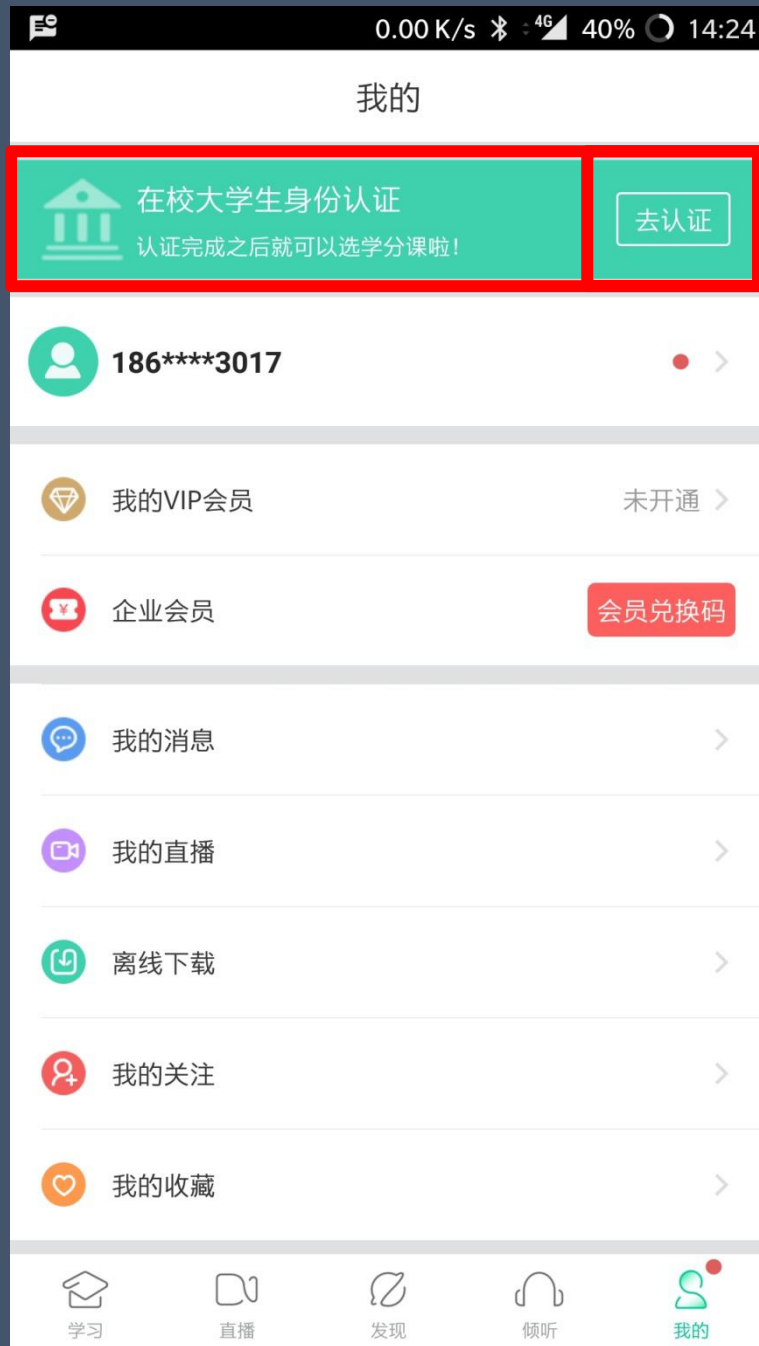 0.00 K/s 4G 40% 14:24
我的
在校大学生身份认证
认证完成之后就可以选学分课啦！
去认证
186****3017
我的VIP会员 未开通
企业会员 会员兑换码
我的消息
我的直播
离线下载
我的关注
我的收藏
学习 直播 发现 倾听 我的